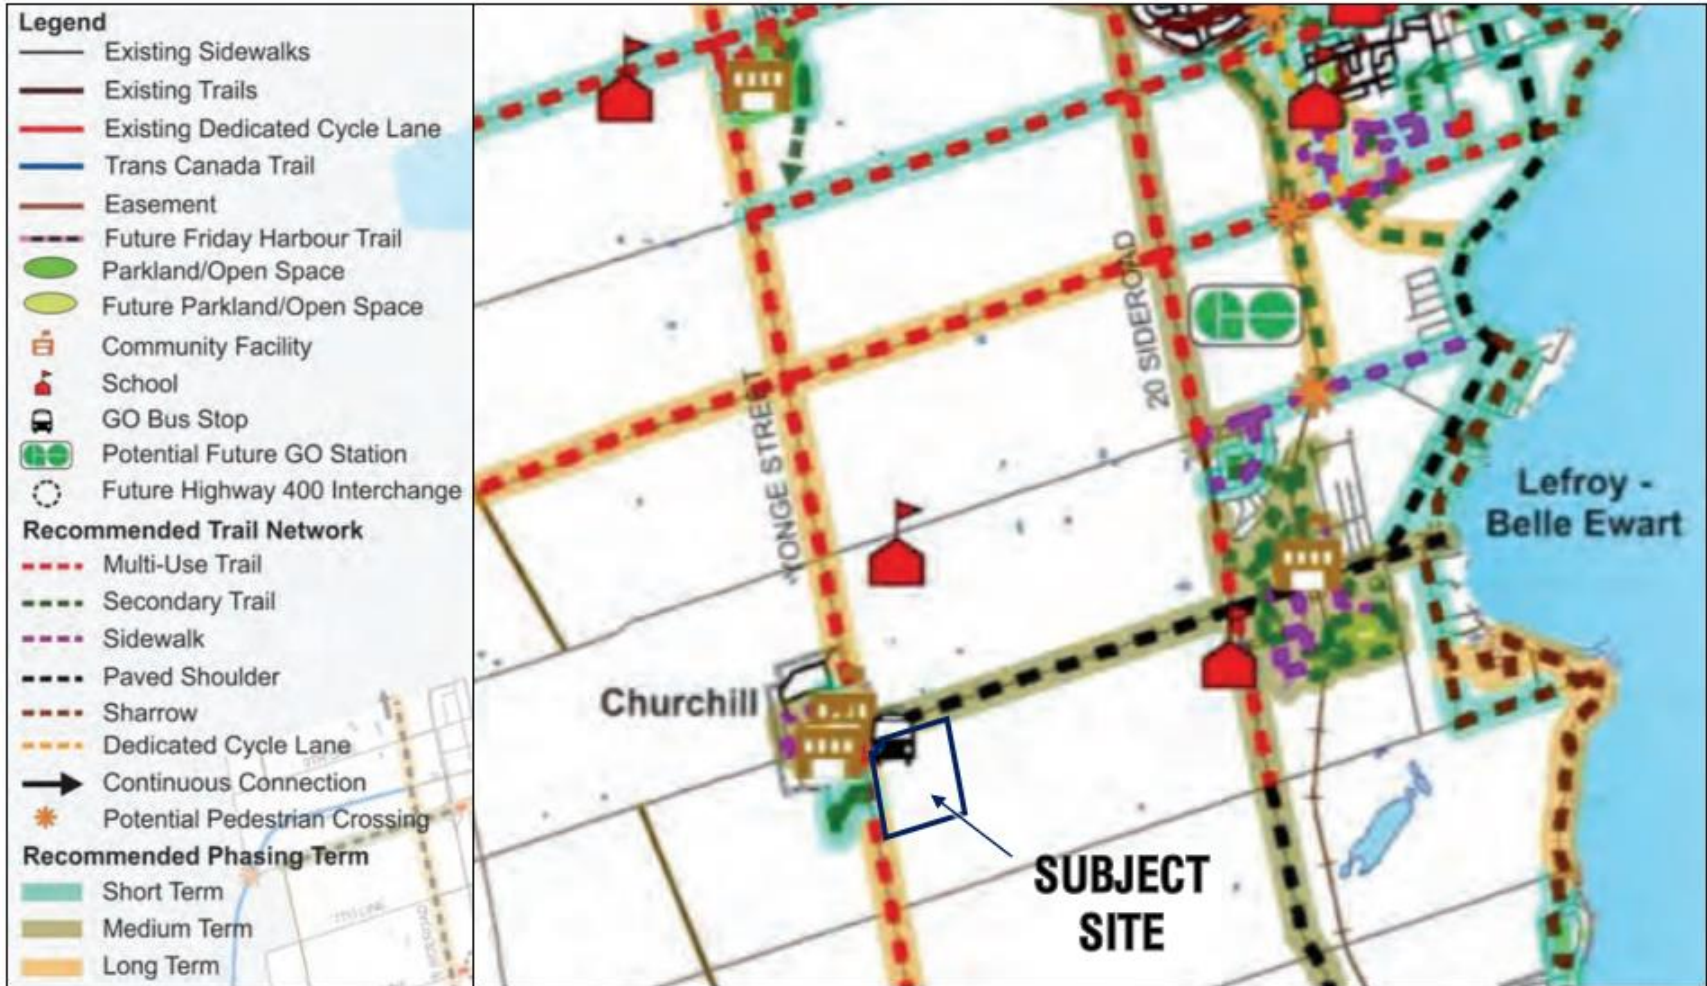 Legend
Existing Sidewalks
Existing Trails
Existing Dedicated Cycle Lane
Trans Canada Trail
Easement
Future Friday Harbour Trail
Parkland/Open Space
Future Parkland/Open Space
Community Facility
School
GO Bus Stop
Potential Future GO Station
Future Highway 400 Interchange
Recommended Trail Network
Multi-Use Trail
Secondary Trail
Sidewalk
Paved Shoulder
Sharrow
Dedicated Cycle Lane
Continuous Connection
Potential Pedestrian Crossing
Recommended Phasing Term
Short Term
Medium Term
Long Term
YONGE STREET
20 SIDEROAD
Lefroy -
Belle Ewart
Churchill
SUBJECT
SITE